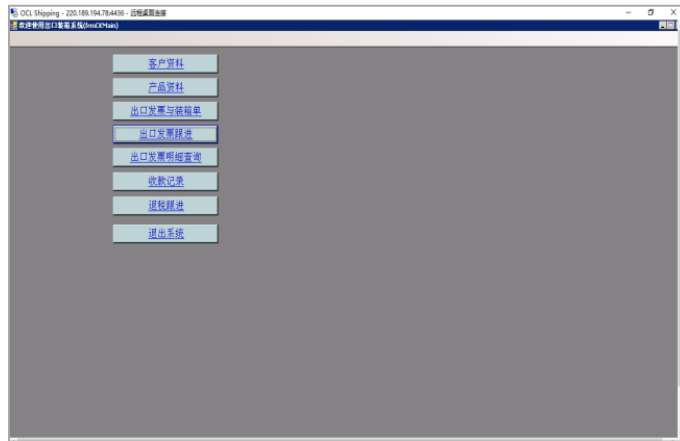 OCL Shipping - 220.189.194.78:4436 - 远程桌面连接
欢迎使用出口装箱系统(frmOEMain)
客户资料
产品资料
出口发票与装箱单
出口发票跟进
出口发票明细查询
收款记录
退税跟进
退出系统